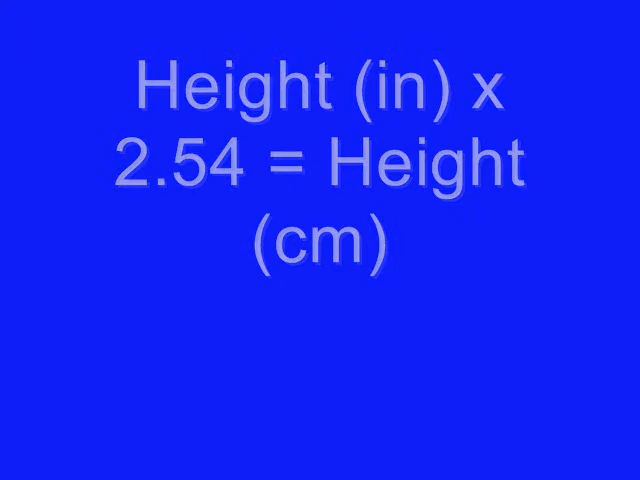 Height (in) x
2.54 = Height
(cm)